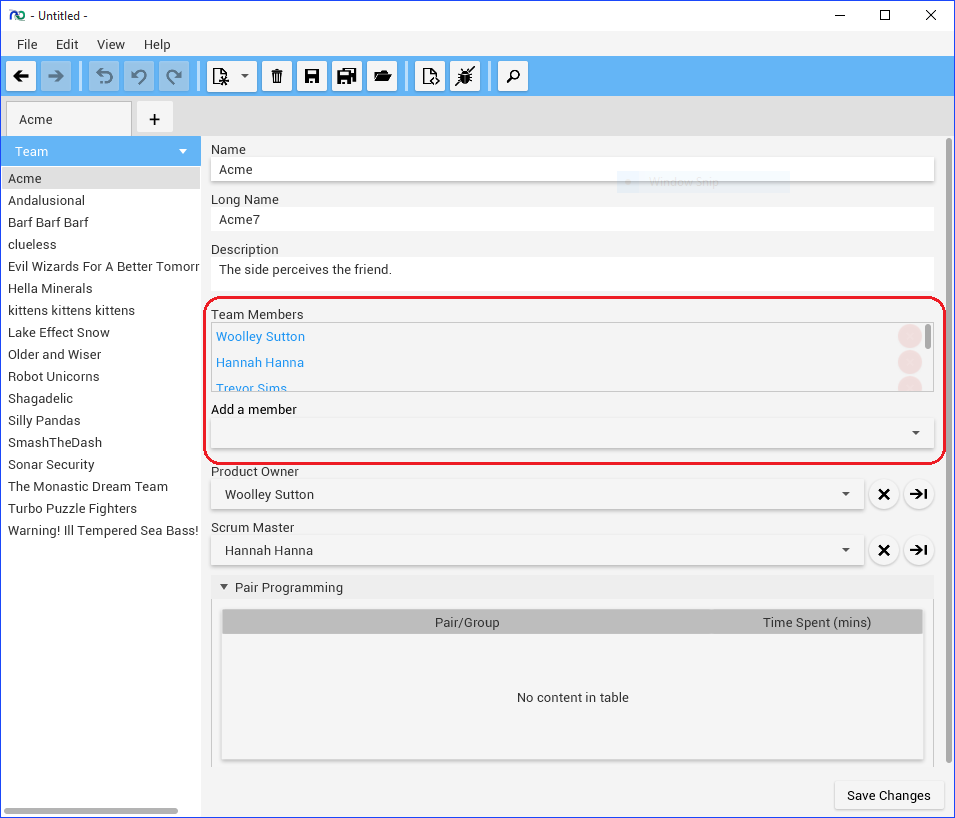 - Untitled -
File Edit View Help
Acme +
Team
Acme
Andalusional
Barf Barf Barf
clueless
Evil Wizards For A Better Tomorr
Hella Minerals
kittens kittens kittens
Lake Effect Snow
Older and Wiser
Robot Unicorns
Shagadelic
Silly Pandas
SmashTheDash
Sonar Security
The Monastic Dream Team
Turbo Puzzle Fighters
Warning! Ill Tempered Sea Bass!
Name
Acme
Window Snip
Long Name
Acme7
Description
The side perceives the friend.
Team Members
Woolley Sutton
Hannah Hanna
Trevor Sims
Add a member
Product Owner
Woolley Sutton
Scrum Master
Hannah Hanna
Pair Programming
Pair/Group Time Spent (mins)
No content in table
Save Changes